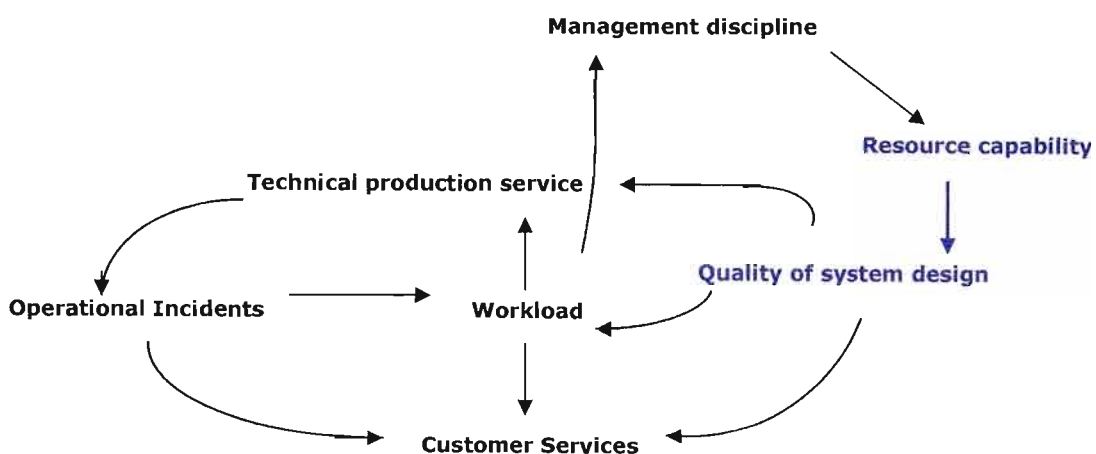 Management discipline
Resource capability
Technical production service
Quality of system design
Operational Incidents
Workload
Customer Services